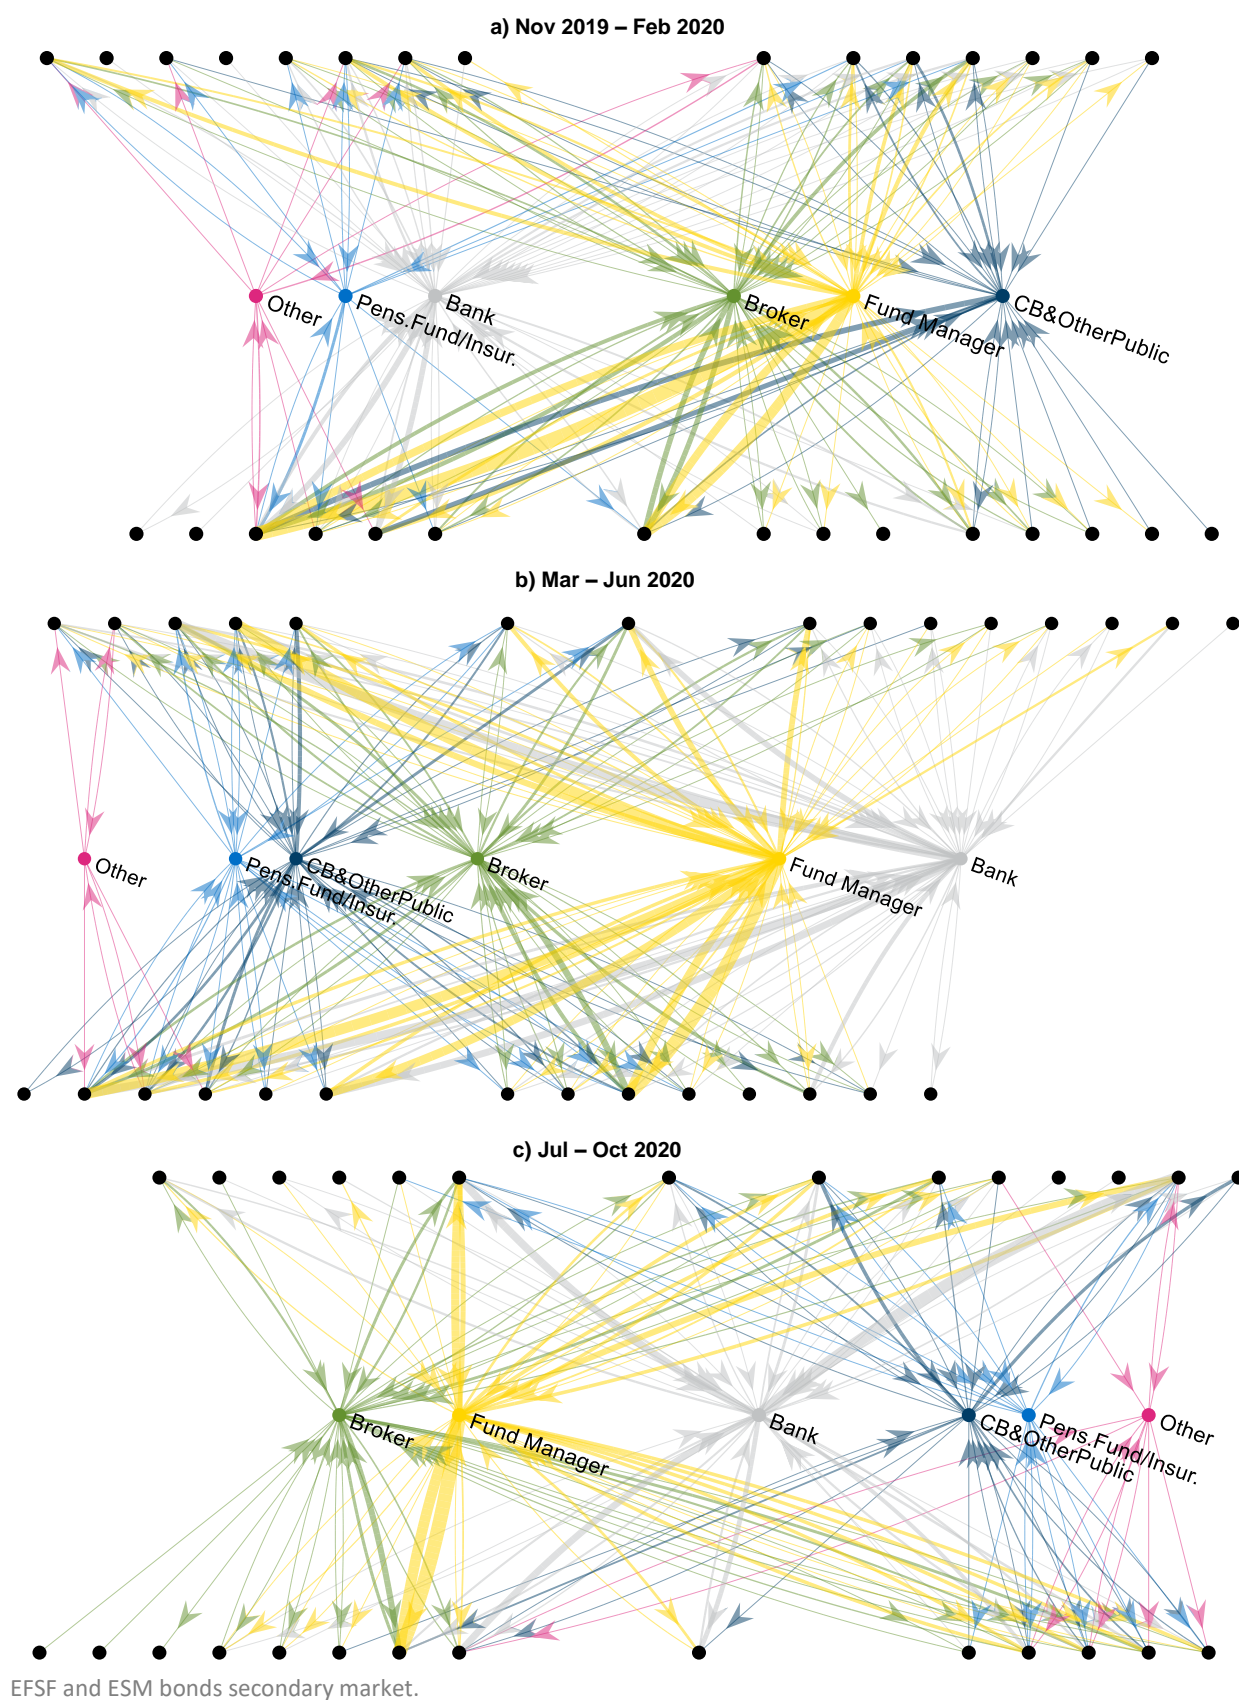 a) Nov 2019 – Feb 2020
Other
Pens.Fund/Insur.
Bank
Broker
Fund Manager
CB&OtherPublic
b) Mar – Jun 2020
Other
Pens.Fund/Insur.
CB&OtherPublic
Broker
Fund Manager
Bank
c) Jul – Oct 2020
Broker
Fund Manager
Bank
CB&OtherPublic
Pens.Fund/Insur.
Other
EFSF and ESM bonds secondary market.